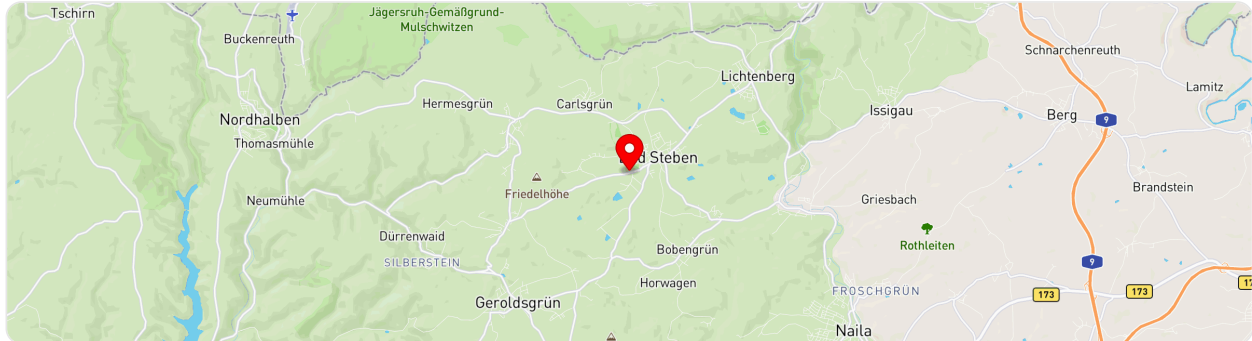 Tschirn
Jägersruh-Gemäßgrund-
Mulschwitzen
Buckenreuth
Schnarchenreuth
Lichtenberg
Lamitz
Hermesgrün
Carlsgrün
Issigau
Berg
9
Nordhalben
Thomasmühle
Steben
Friedelhöhe
Brandstein
Neumühle
Griesbach
Dürrenwaid
Rothleiten
SILBERSTEIN
Bobengrün
9
Horwagen
FROSCHGRÜN
173
173
Geroldsgrün
Naila